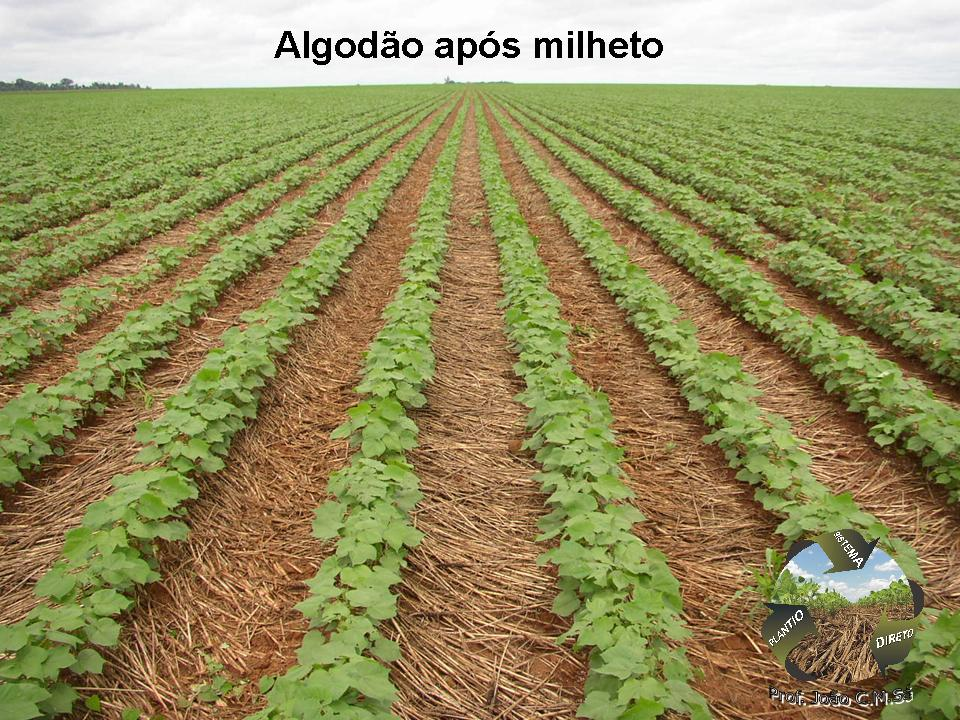 Algodão após milheto
SISTEMA
PLANTIO
DIRETO
Prof. João C.M.Sá